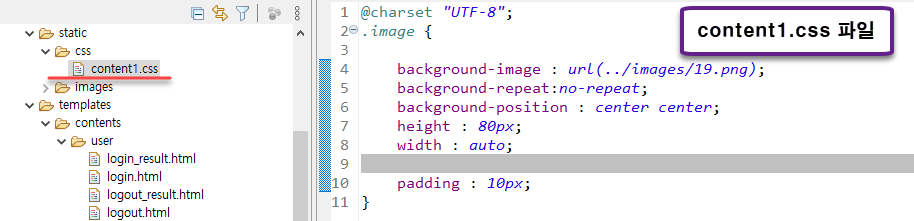 static
css
content1.css
images
templates
contents
user
login_result.html
login.html
logout_result.html
logout.html
1 @charset "UTF-8";
2 .image {
3
4 background-image : url(../images/19.png);
5 background-repeat:no-repeat;
6 background-position : center center;
7 height : 80px;
8 width : auto;
9
10 padding : 10px;
11 }
content1.css 파일